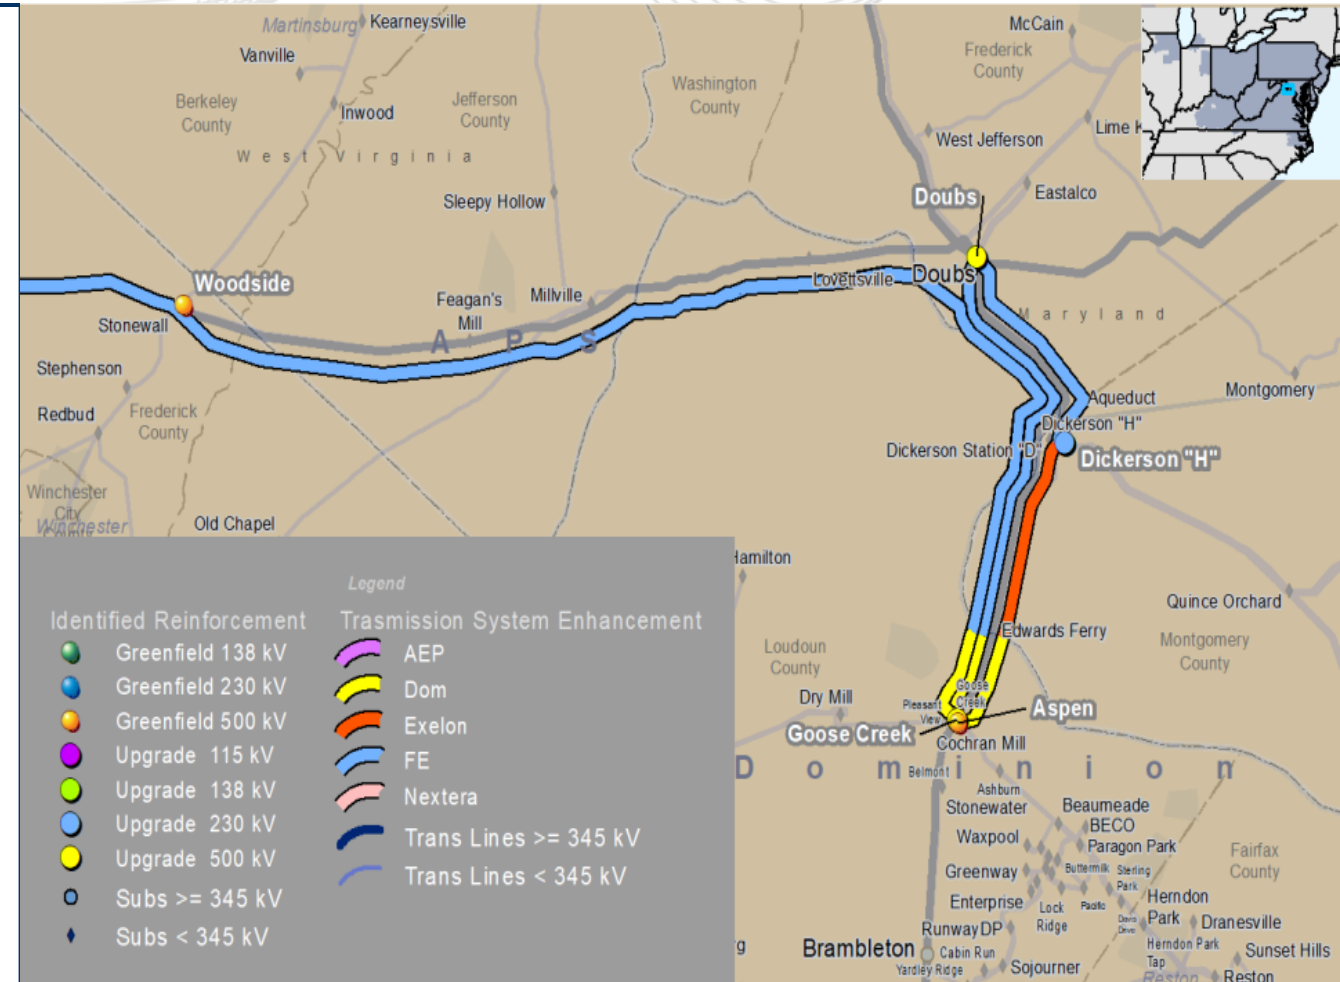 Martinsburg
Kearneysville
McCain
Vanville
Frederick
County
Washington
County
Berkeley
County
Jefferson
County
Inwood
Lime
West Jefferson
West Virginia
Doubs
Eastalco
Sleepy Hollow
Woodside
Lovettsville
Doubs
Feagan's
Mill
Millville
Maryland
Stonewall
A P S
Stephenson
Montgomery
Aqueduct
Redbud
Frederick
County
Dickerson "H"
Dickerson Station "D"
Dickerson "H"
Winchester
City
County
Winchester
Old Chapel
Hamilton
Quince Orchard
Edwards Ferry
Montgomery
County
Loudoun
County
Goose
Creek
Dry Mill
Pleasant
View
Aspen
Goose Creek
Cochran Mill
Dominion
Belmont
Ashburn
Stonewater
Beaumeade
BECO
Waxpool
Paragon Park
Fairfax
County
Greenway
Buttermilk
Sterling
Park
Enterprise
Lock
Ridge
Pacific
Herndon
Park
Davis
Drive
Dranesville
Runway DP
Brambleton
Cabin Run
Herndon Park
Tap
Sunset Hills
Yardley Ridge
Sojourner
Reston
Reston
rg
Legend
Identified Reinforcement
Greenfield 138 kV
Greenfield 230 kV
Greenfield 500 kV
Upgrade 115 kV
Upgrade 138 kV
Upgrade 230 kV
Upgrade 500 kV
Subs >= 345 kV
Subs < 345 kV
Trasmission System Enhancement
AEP
Dom
Exelon
FE
Nextera
Trans Lines >= 345 kV
Trans Lines < 345 kV